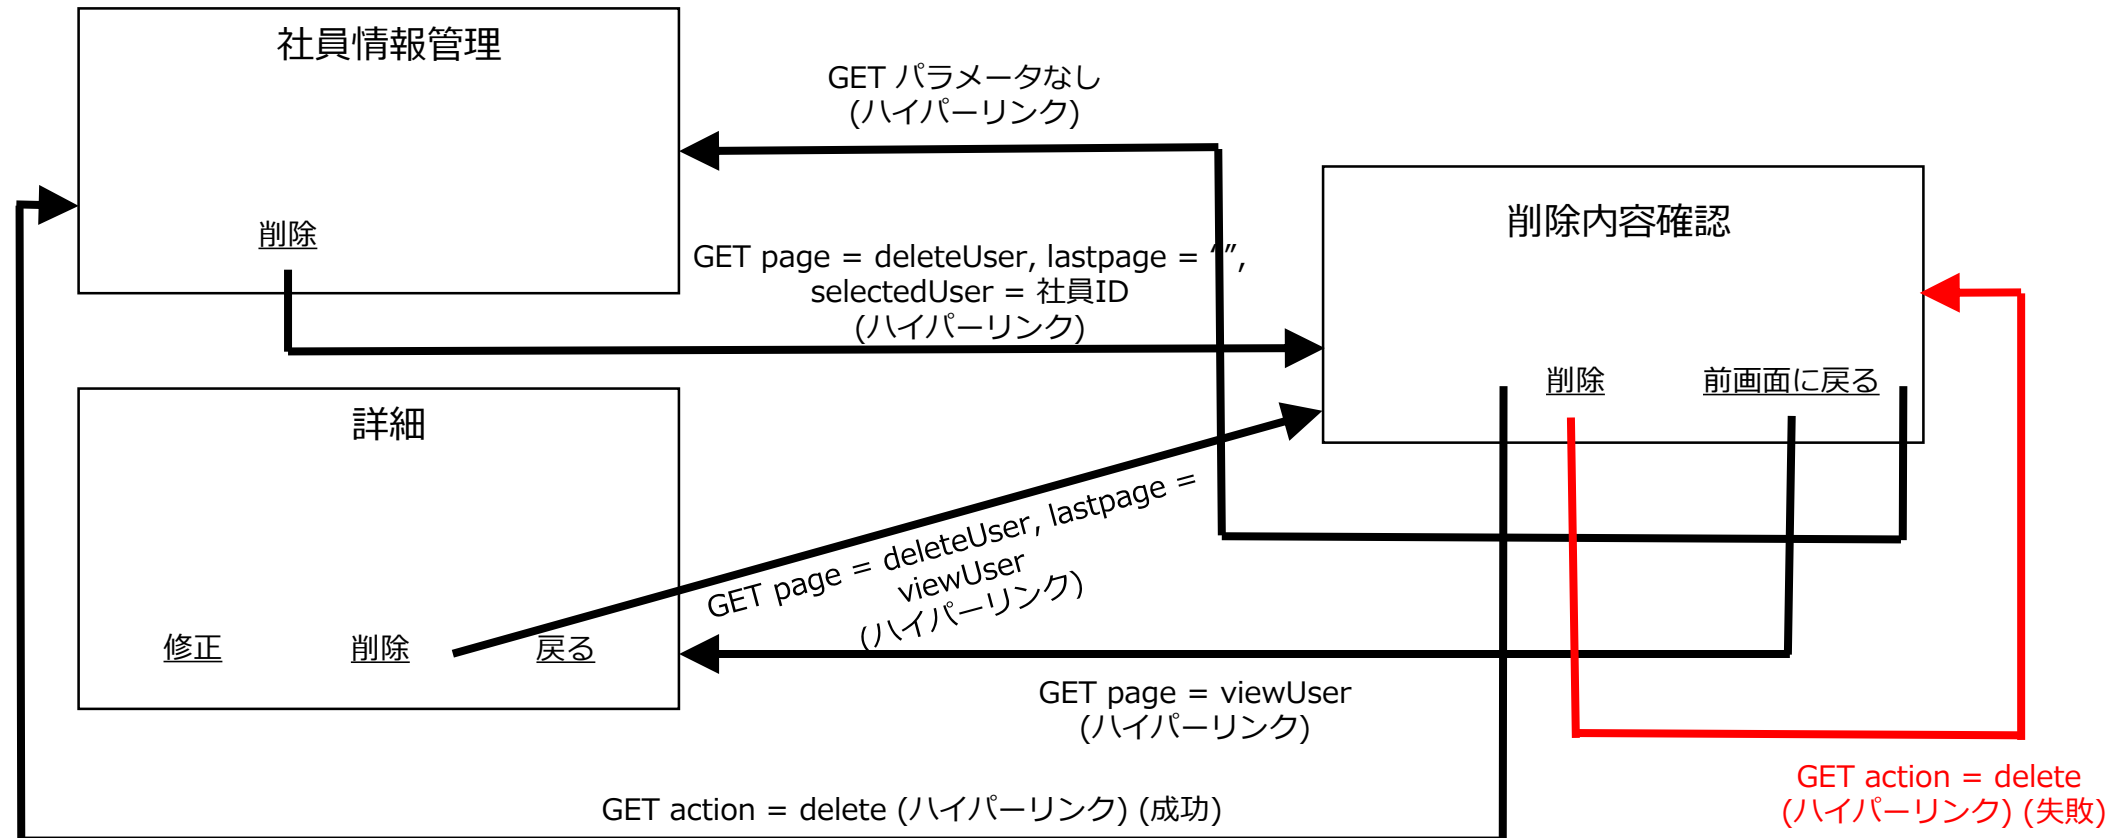 社員情報管理
GET パラメータなし
(ハイパーリンク)
削除内容確認
削除
GET page = deleteUser, lastpage = “”,
selectedUser = 社員ID
(ハイパーリンク)
削除
前画面に戻る
詳細
GET page = deleteUser, lastpage =
viewUser
(ハイパーリンク)
修正
削除
戻る
GET page = viewUser
(ハイパーリンク)
GET action = delete
(ハイパーリンク) (失敗)
GET action = delete (ハイパーリンク) (成功)